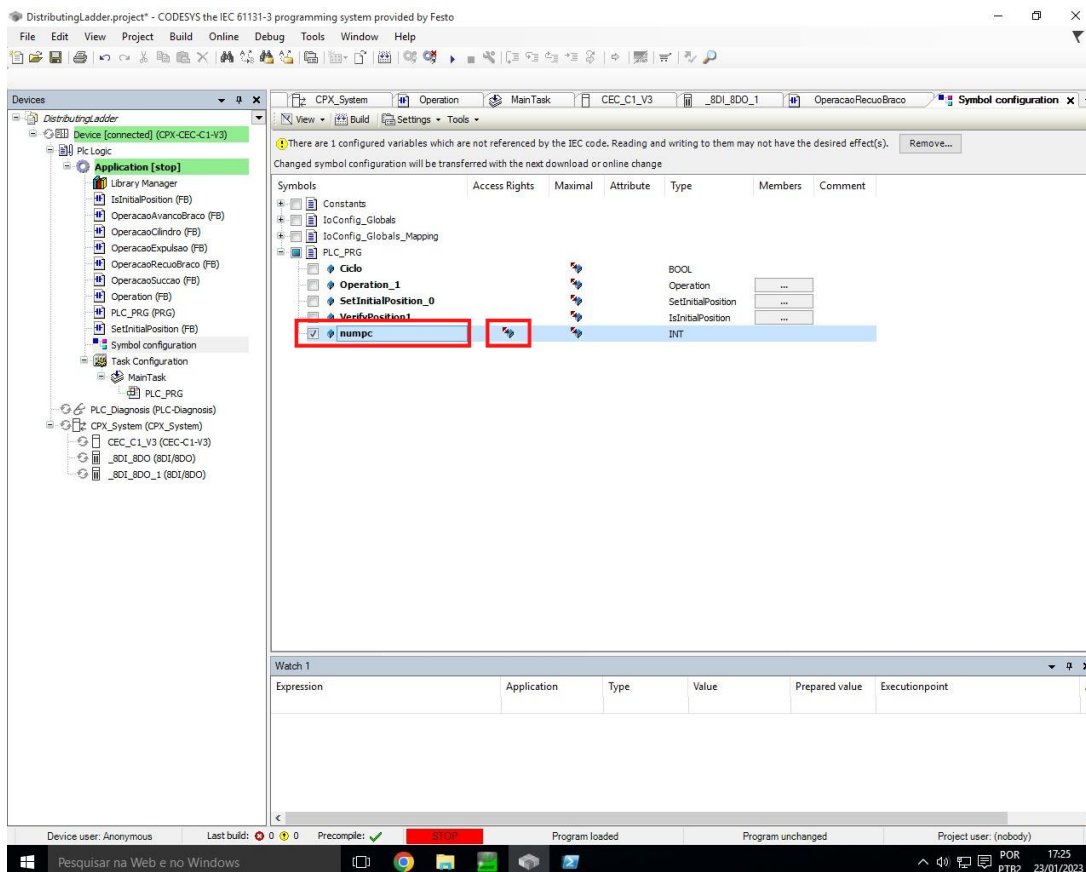 DistributingLadder.project* - CODESYS the IEC 61131-3 programming system provided by Festo
File Edit View Project Build Online Debug Tools Window Help
Devices
DistributingLadder
Device [connected] (CPX-CEC-C1-V3)
Plc Logic
Application [stop]
Library Manager
IsInitialPosition (FB)
OperacaoAvancoBraco (FB)
OperacaoCilindro (FB)
OperacaoExpulsao (FB)
OperacaoRecuoBraco (FB)
OperacaoSuccao (FB)
Operation (FB)
PLC_PRG (PRG)
SetInitialPosition (FB)
Symbol configuration
Task Configuration
MainTask
PLC_PRG
PLC_Diagnosis (PLC-Diagnosis)
CPX_System (CPX_System)
CEC_C1_V3 (CEC-C1-V3)
_8DI_8DO (8DI/8DO)
_8DI_8DO_1 (8DI/8DO)
CPX_System Operation MainTask CEC_C1_V3 _8DI_8DO_1 OperacaoRecuoBraco Symbol configuration
View Build Settings Tools
There are 1 configured variables which are not referenced by the IEC code. Reading and writing to them may not have the desired effect(s). Remove...
Changed symbol configuration will be transferred with the next download or online change
Symbols Access Rights Maximal Attribute Type Members Comment
Constants
IoConfig_Globals
IoConfig_Globals_Mapping
PLC_PRG
Ciclo BOOL
Operation_1 Operation ...
SetInitialPosition_0 SetInitialPosition ...
VerifyPosition1 IsInitialPosition ...
numpc INT
Watch 1
Expression Application Type Value Prepared value Executionpoint
Device user: Anonymous Last build: 0 0 Precompile: STOP Program loaded Program unchanged Project user: (nobody)
Pesquisar na Web e no Windows
POR 17:25
PTB2 23/01/2023